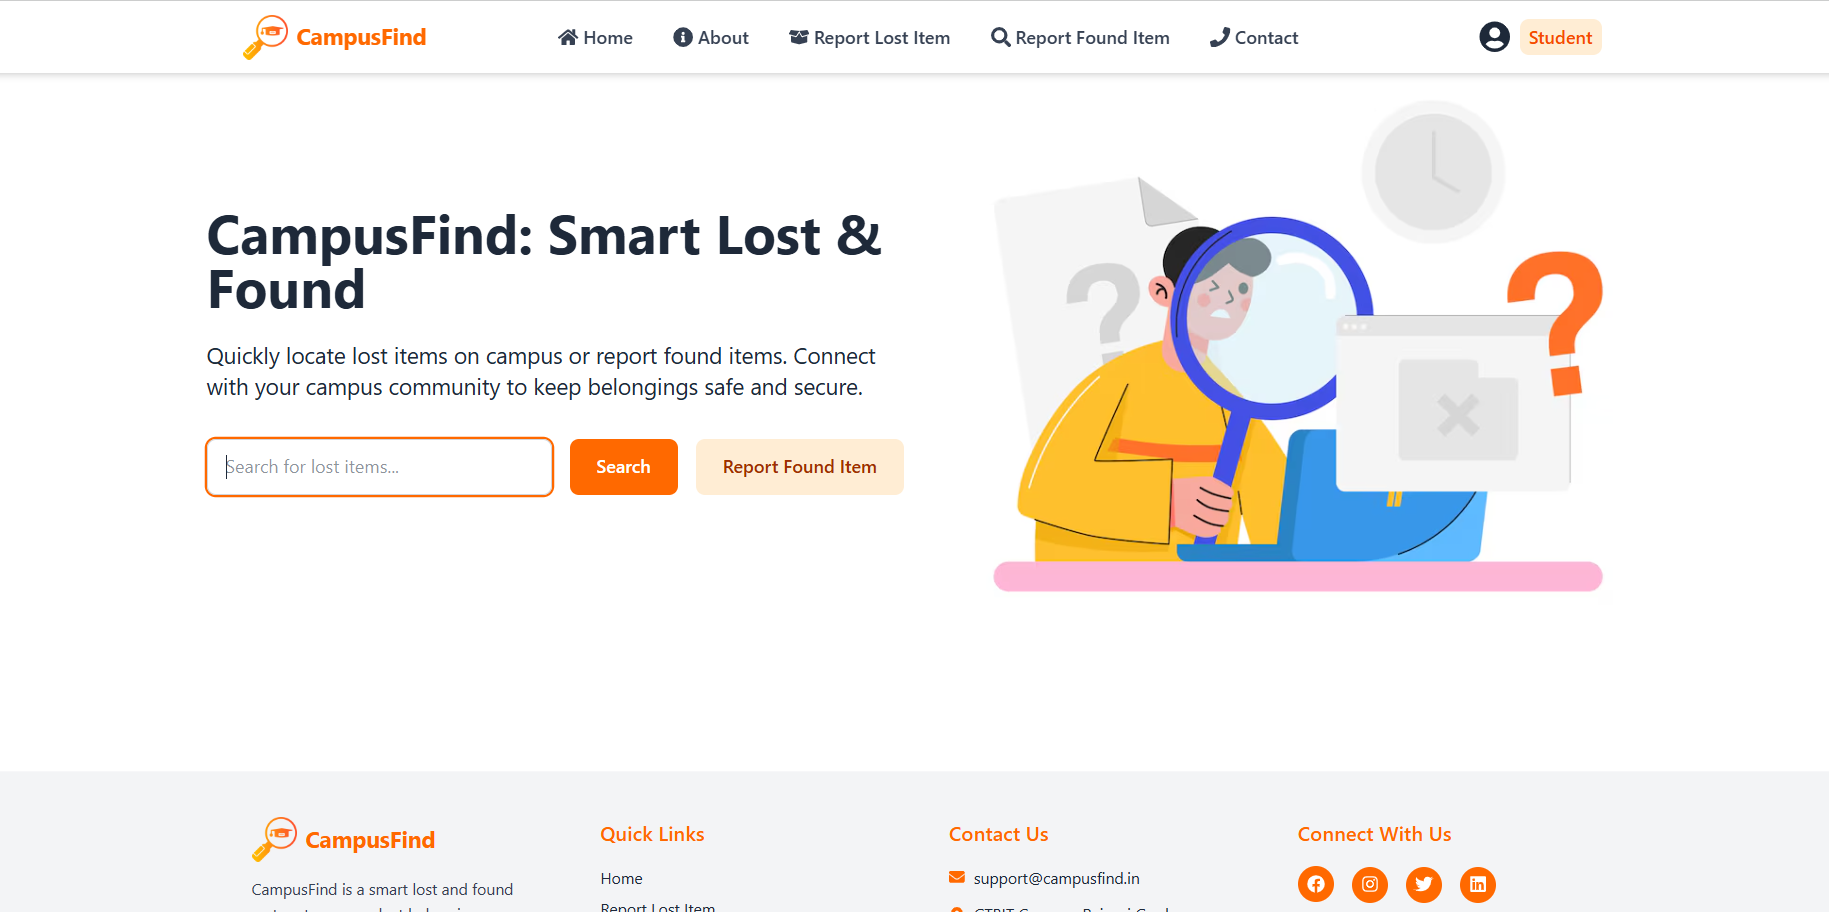 CampusFind
Home
About
Report Lost Item
Report Found Item
Contact
Student
CampusFind: Smart Lost &
Found
Quickly locate lost items on campus or report found items. Connect
with your campus community to keep belongings safe and secure.
Search for lost items...
Search
Report Found Item
?
?
CampusFind
CampusFind is a smart lost and found
Quick Links
Home
Report Lost Item
Contact Us
support@campusfind.in
Connect With Us